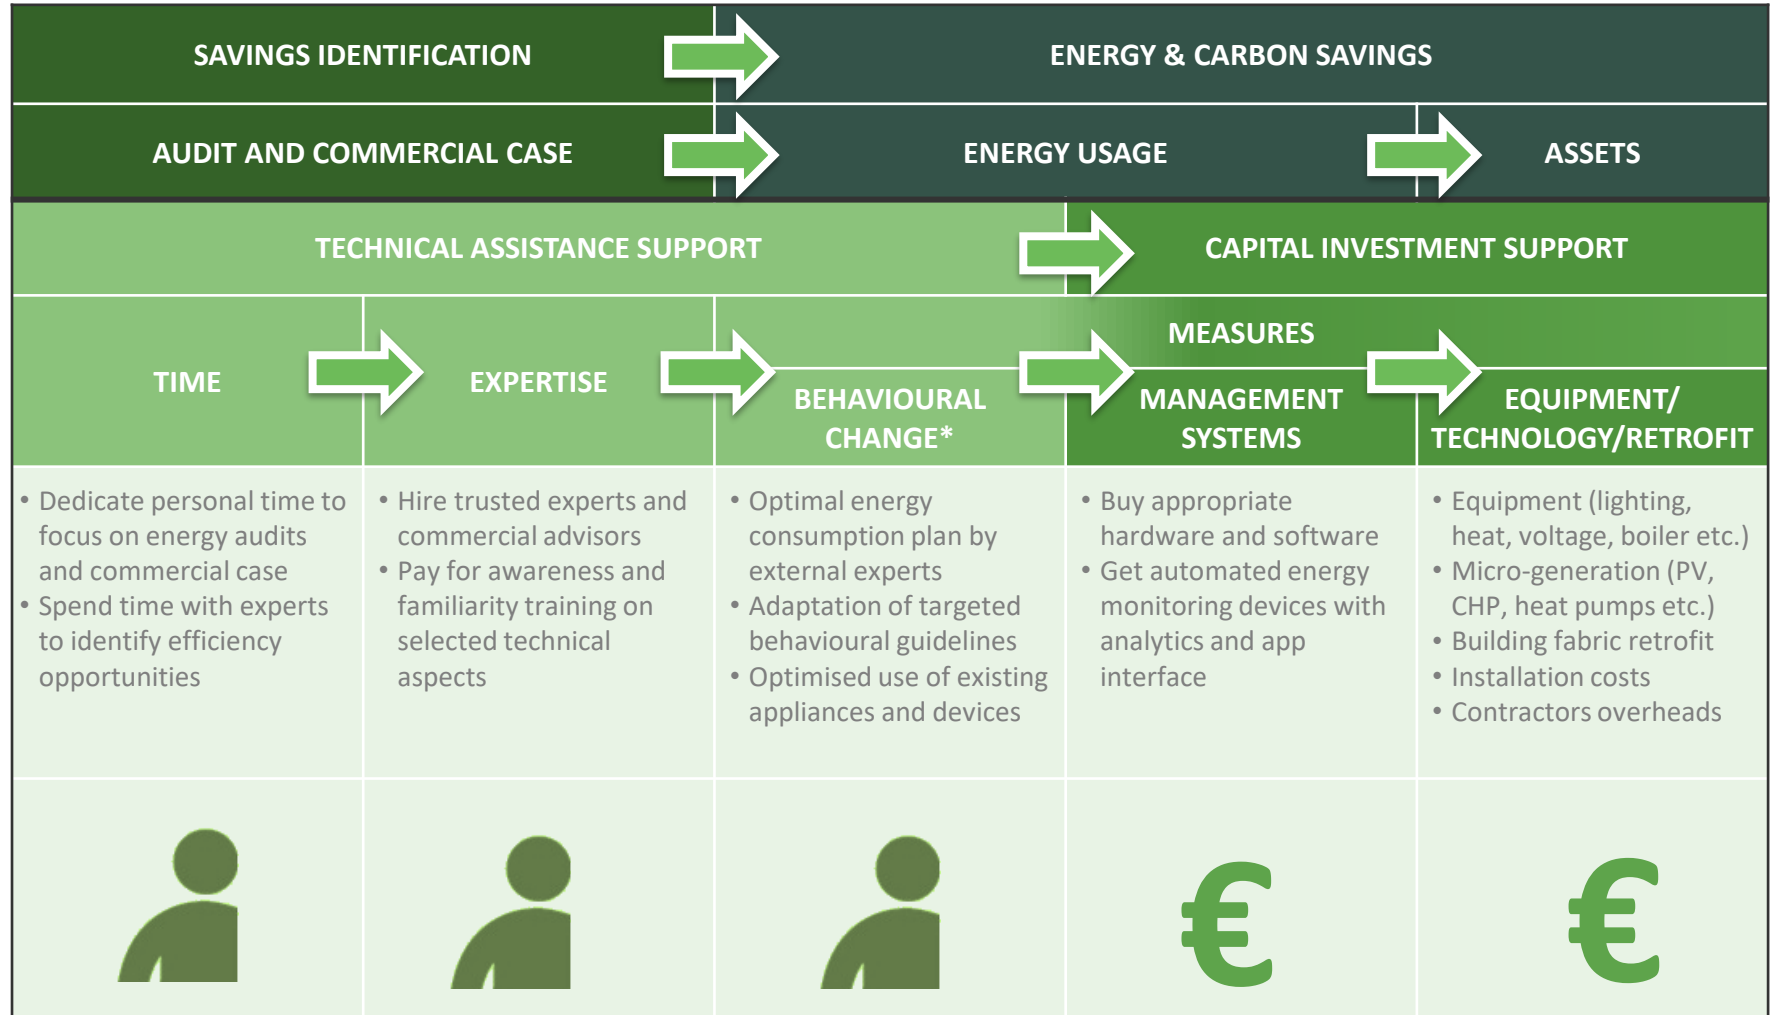 SAVINGS IDENTIFICATION
ENERGY & CARBON SAVINGS
AUDIT AND COMMERCIAL CASE
ENERGY USAGE
ASSETS
TECHNICAL ASSISTANCE SUPPORT
CAPITAL INVESTMENT SUPPORT
MEASURES
TIME
EXPERTISE
BEHAVIOURAL
CHANGE*
MANAGEMENT
SYSTEMS
EQUIPMENT/
TECHNOLOGY/RETROFIT
• Dedicate personal time to
focus on energy audits
and commercial case
• Spend time with experts
to identify efficiency
opportunities
• Hire trusted experts and
commercial advisors
• Pay for awareness and
familiarity training on
selected technical
aspects
• Optimal energy
consumption plan by
external experts
• Adaptation of targeted
behavioural guidelines
• Optimised use of existing
appliances and devices
• Buy appropriate
hardware and software
• Get automated energy
monitoring devices with
analytics and app
interface
• Equipment (lighting,
heat, voltage, boiler etc.)
• Micro-generation (PV,
CHP, heat pumps etc.)
• Building fabric retrofit
• Installation costs
• Contractors overheads
€
€